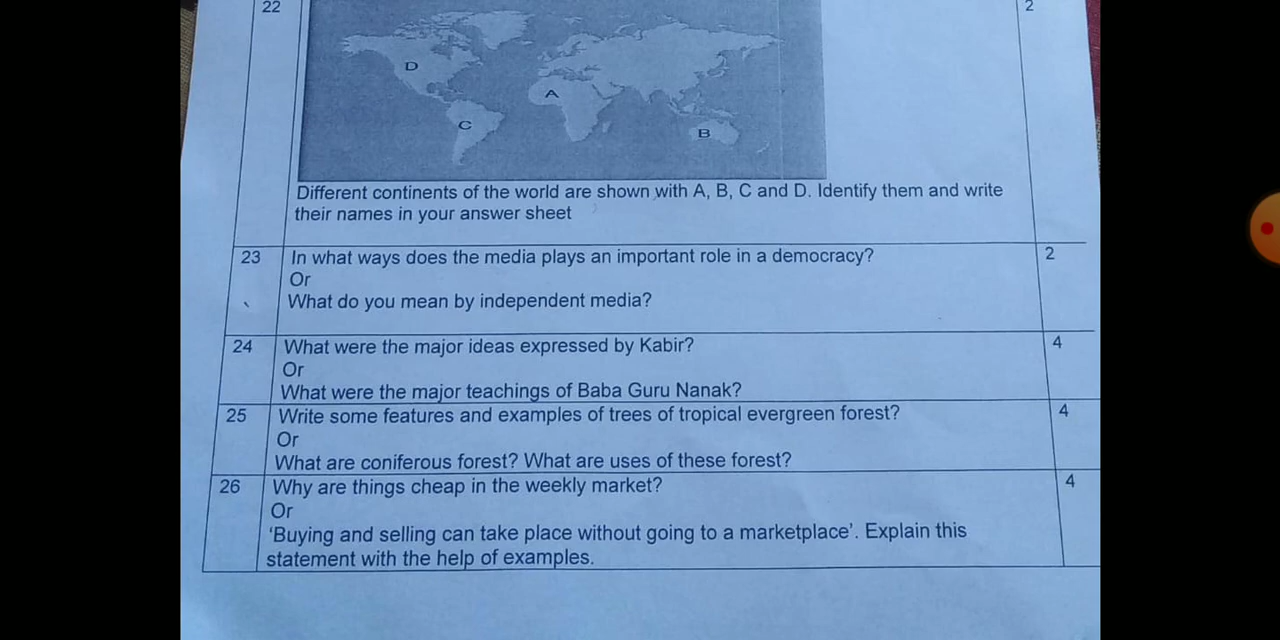 22
2
D
A
C
B
Different continents of the world are shown with A, B, C and D. Identify them and write
their names in your answer sheet
23
In what ways does the media plays an important role in a democracy?
2
Or
What do you mean by independent media?
24
What were the major ideas expressed by Kabir?
4
Or
What were the major teachings of Baba Guru Nanak?
25
Write some features and examples of trees of tropical evergreen forest?
4
Or
What are coniferous forest? What are uses of these forest?
26
Why are things cheap in the weekly market?
4
Or
'Buying and selling can take place without going to a marketplace'. Explain this
statement with the help of examples.